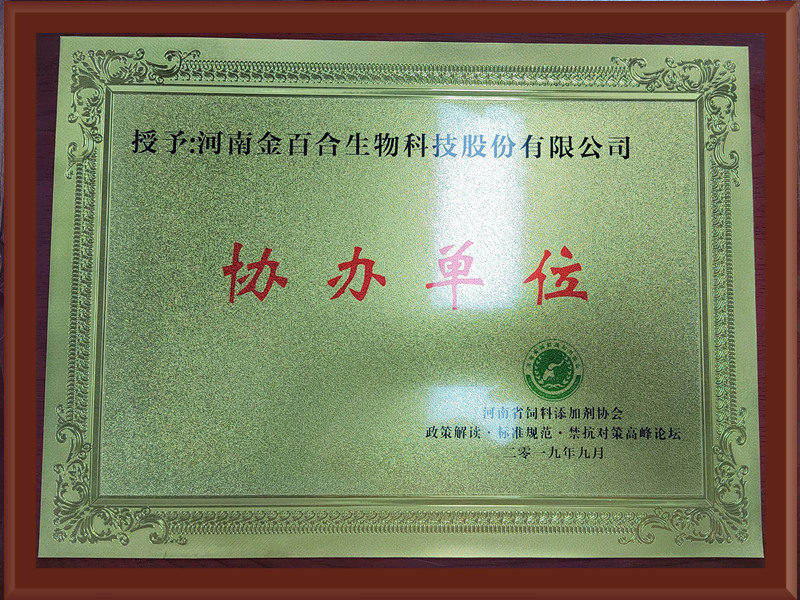 授予:河南金百合生物科技股份有限公司
协办单位
河南省饲料添加剂协会
政策解读·标准规范·禁抗对策高峰论坛
二零一九年九月